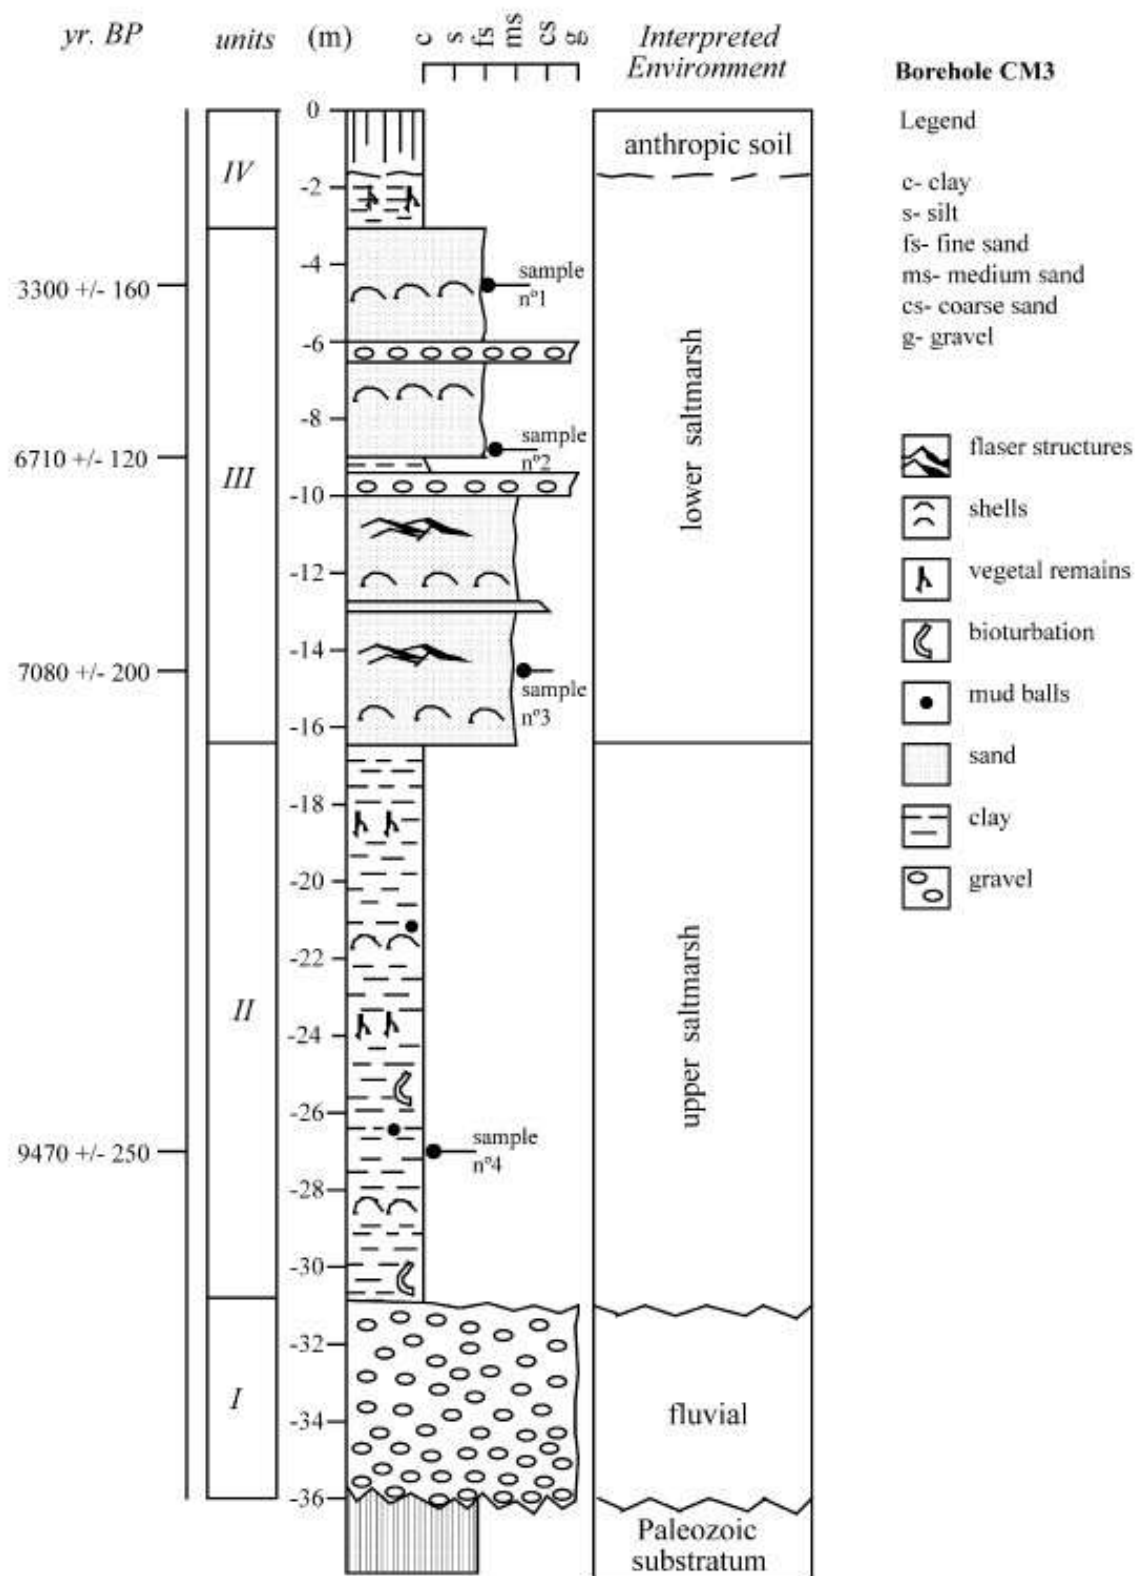 yr. BP
units
(m)
c
s
fs
ms
cs
g
Interpreted
Environment
Borehole CM3
Legend
c- clay
s- silt
fs- fine sand
ms- medium sand
cs- coarse sand
g- gravel
flaser structures
shells
vegetal remains
bioturbation
mud balls
sand
clay
gravel
0
-2
-4
-6
-8
-10
-12
-14
-16
-18
-20
-22
-24
-26
-28
-30
-32
-34
-36
IV
III
II
I
3300 +/- 160
6710 +/- 120
7080 +/- 200
9470 +/- 250
sample
nº1
sample
nº2
sample
nº3
sample
nº4
anthropic soil
lower saltmarsh
upper saltmarsh
fluvial
Paleozoic
substratum